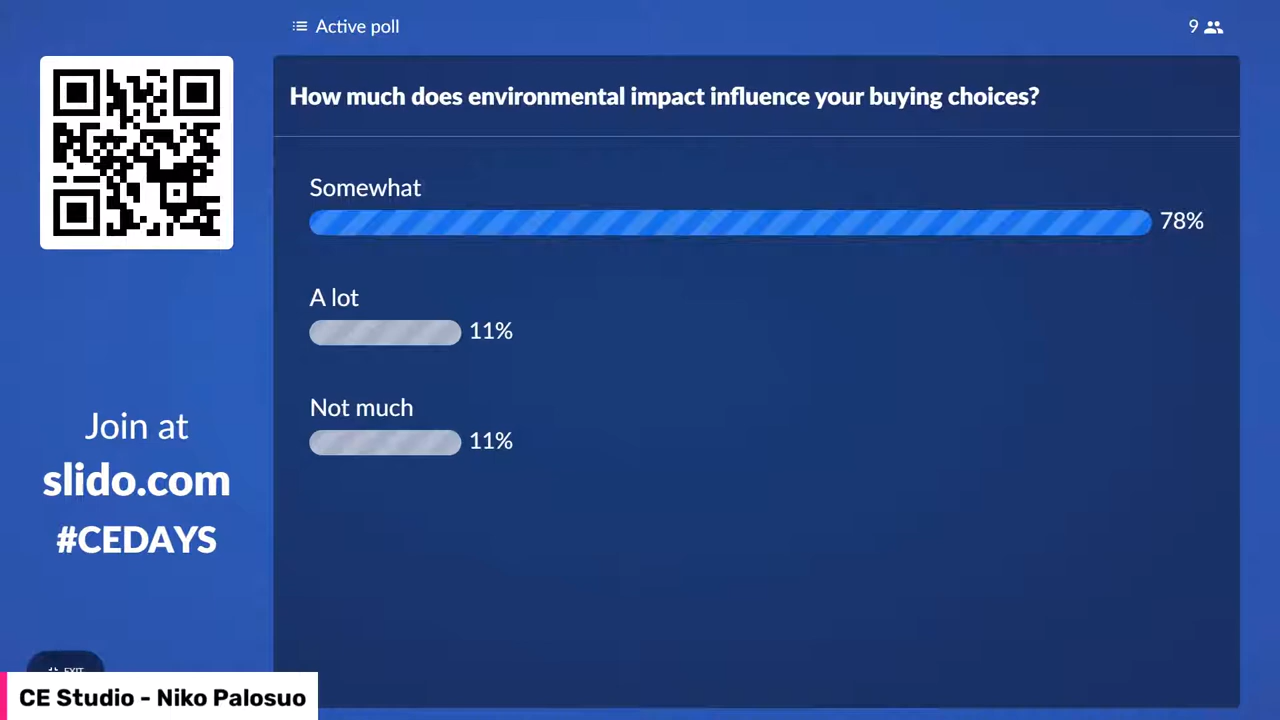 Active poll
9
How much does environmental impact influence your buying choices?
Somewhat
78%
A lot
11%
Not much
11%
Join at
slido.com
#CEDAYS
EXIT
CE Studio - Niko Palosuo